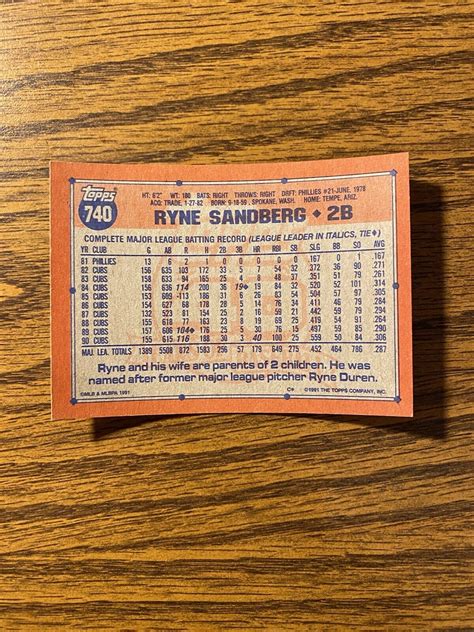 topps
740
HT: 6'2" WT: 180 BATS: RIGHT THROWS: RIGHT DRFT: PHILLIES #21-JUNE, 1978
ACQ: TRADE, 1-27-82 BORN: 9-18-59, SPOKANE, WASH. HOME: TEMPE, ARIZ.
RYNE SANDBERG ♦ 2B
COMPLETE MAJOR LEAGUE BATTING RECORD (LEAGUE LEADER IN ITALICS, TIE♦)
YR CLUB G AB R H 2B 3B HR RBI SB SLG BB SO AVG
81 PHILLIES 13 6 2 1 0 0 0 0 0 .167 0 1 .167
82 CUBS 156 635 103 172 33 5 7 54 32 .372 36 90 .271
83 CUBS 158 633 94 165 25 4 8 48 37 .351 51 79 .261
84 CUBS 156 636 114 200 36 19♦ 19 84 32 .520 52 101 .314
85 CUBS 153 609 113 186 31 6 26 83 54 .504 57 97 .305
86 CUBS 154 627 68 178 28 5 14 76 34 .411 46 79 .284
87 CUBS 132 523 81 154 25 2 16 59 21 .442 59 79 .294
88 CUBS 155 618 77 163 23 8 19 69 25 .419 54 91 .264
89 CUBS 157 606 104♦ 176 25 5 30 76 15 .497 59 85 .290
90 CUBS 155 615 116 188 30 3 40 100 25 .559 50 84 .306
MAJ. LEA. TOTALS 1389 5508 872 1583 256 57 179 649 275 .452 464 786 .287
Ryne and his wife are parents of 2 children. He was
named after former major league pitcher Ryne Duren.
©MLB & MLBPA 1991 C* ©1991 THE TOPPS COMPANY, INC.